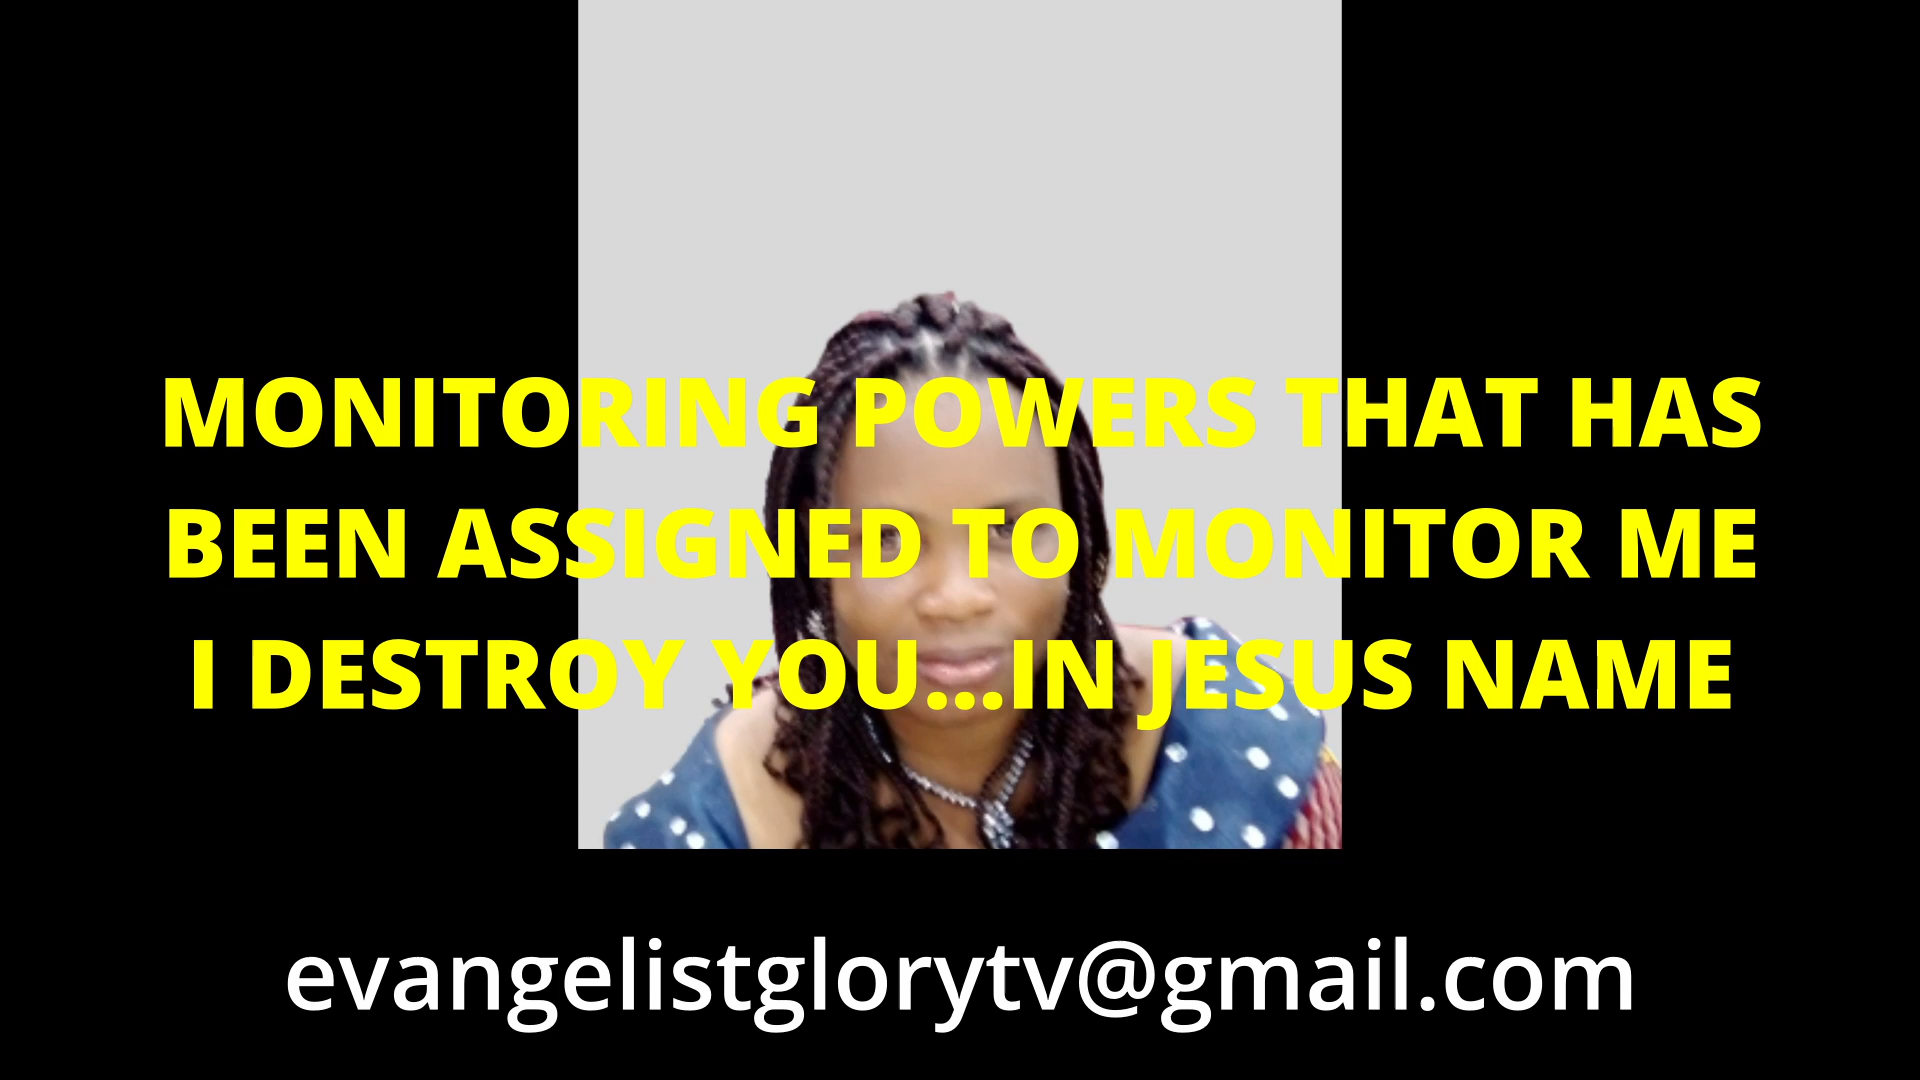 MONITORING POWERS THAT HAS
BEEN ASSIGNED TO MONITOR ME
I DESTROY YOU...IN JESUS NAME
evangelistglorytv@gmail.com